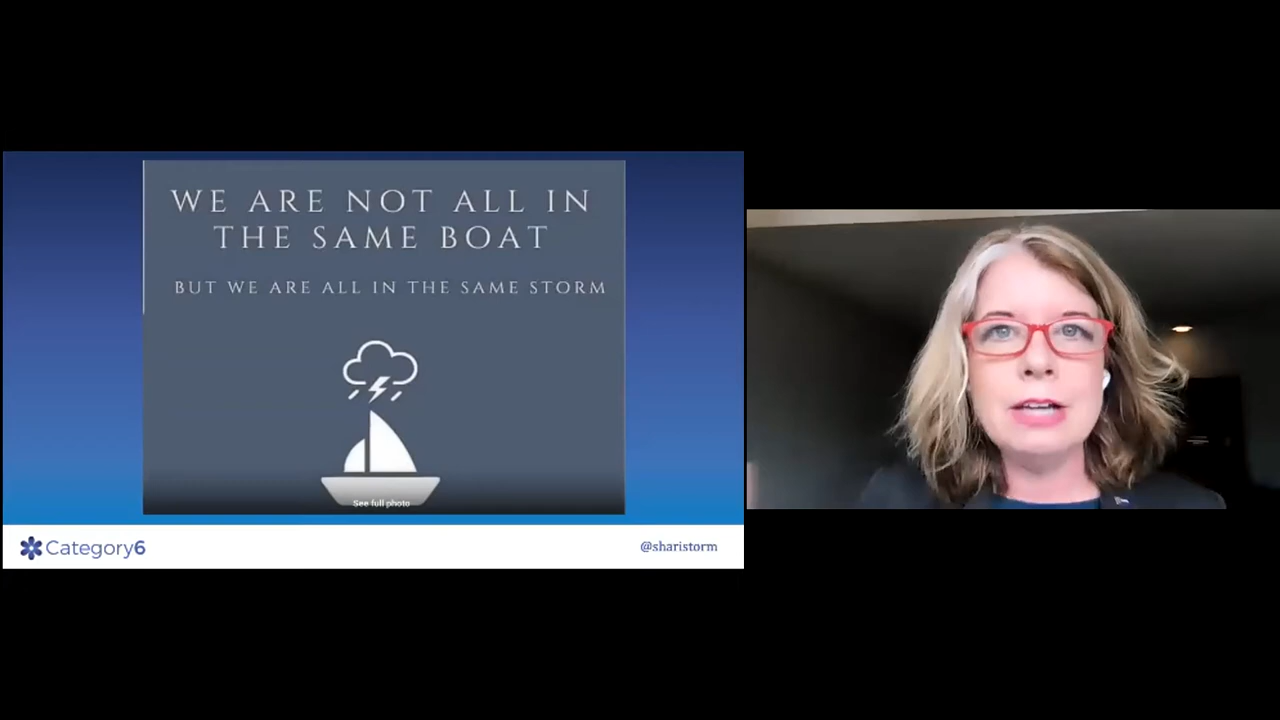 WE ARE NOT ALL IN
THE SAME BOAT
BUT WE ARE ALL IN THE SAME STORM
See full photo
Category6
@sharistorm